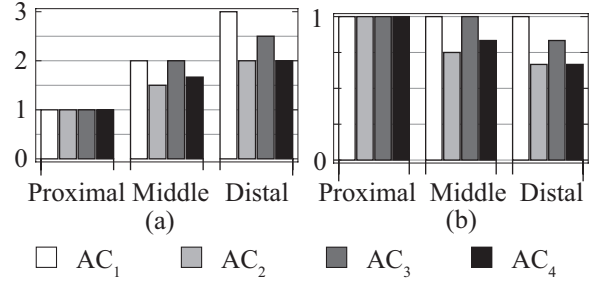 3
2
1
0
Proximal Middle Distal
(a)
1
0
Proximal Middle Distal
(b)
AC1 AC2 AC3 AC4